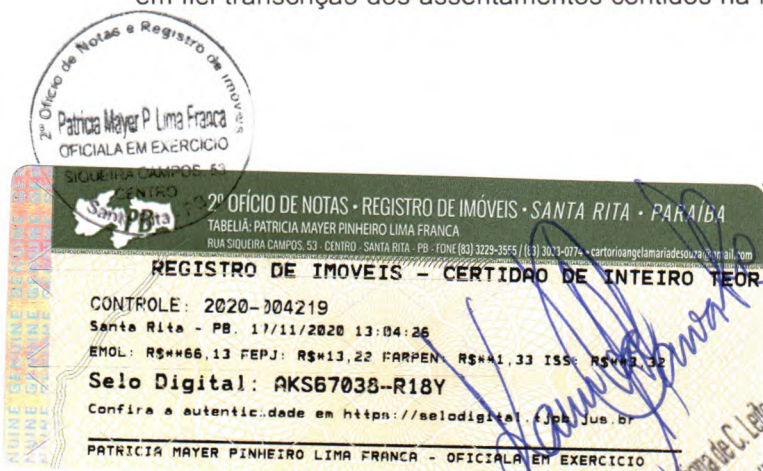 em fiel transcrição dos assentamentos contidos na
2º Ofício de Notas e Registro de Imóveis
Patricia Mayer P. Lima Franca
OFICIALA EM EXERCÍCIO
SIQUEIRA CAMPOS, 53
CENTRO
Santa Rita
PB
2º OFÍCIO DE NOTAS • REGISTRO DE IMÓVEIS • SANTA RITA • PARAÍBA
TABELIÃ: PATRICIA MAYER PINHEIRO LIMA FRANCA
RUA SIQUEIRA CAMPOS, 53 - CENTRO - SANTA RITA - PB - FONE (83) 3229-3555 / (83) 3023-0774 • cartorioangelamariadesouza@gmail.com
REGISTRO DE IMOVEIS - CERTIDAO DE INTEIRO TEOR
CONTROLE: 2020-004219
Santa Rita - PB. 17/11/2020 13:04:26
EMOL: R$**66,13 FEPJ: R$*13,22 FARPEN: R$**1,33 ISS: R$**3,32
Selo Digital: AKS67038-R18Y
Confira a autenticidade em https://selodigital.tjpb.jus.br
PATRICIA MAYER PINHEIRO LIMA FRANCA - OFICIALA EM EXERCICIO
GENUINE